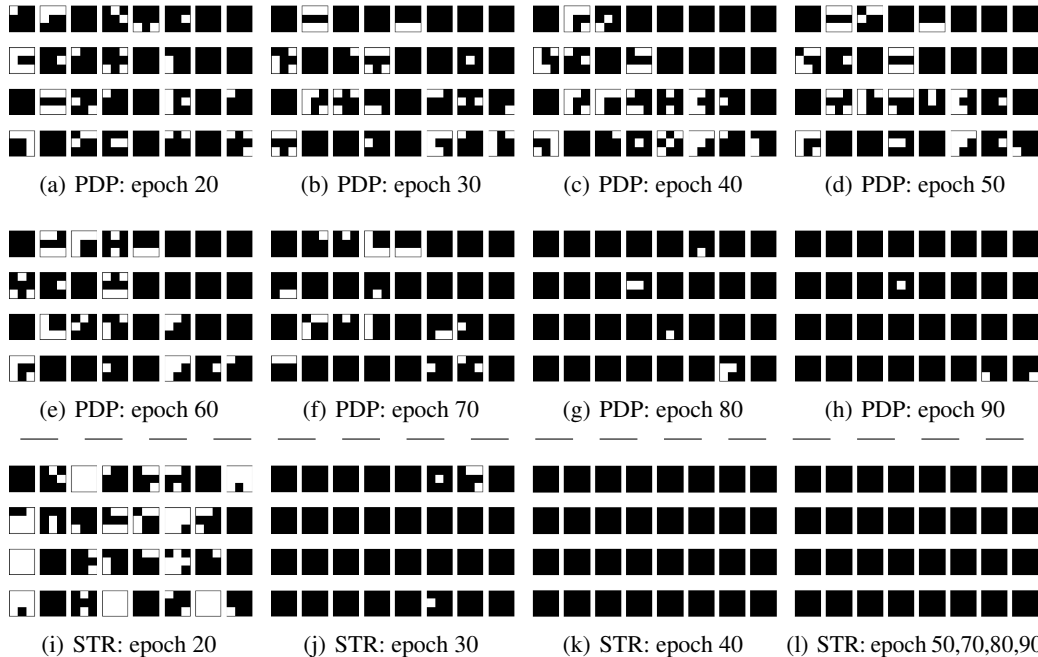 (a) PDP: epoch 20 (b) PDP: epoch 30 (c) PDP: epoch 40 (d) PDP: epoch 50
(e) PDP: epoch 60 (f) PDP: epoch 70 (g) PDP: epoch 80 (h) PDP: epoch 90
(i) STR: epoch 20 (j) STR: epoch 30 (k) STR: epoch 40 (l) STR: epoch 50,70,80,90